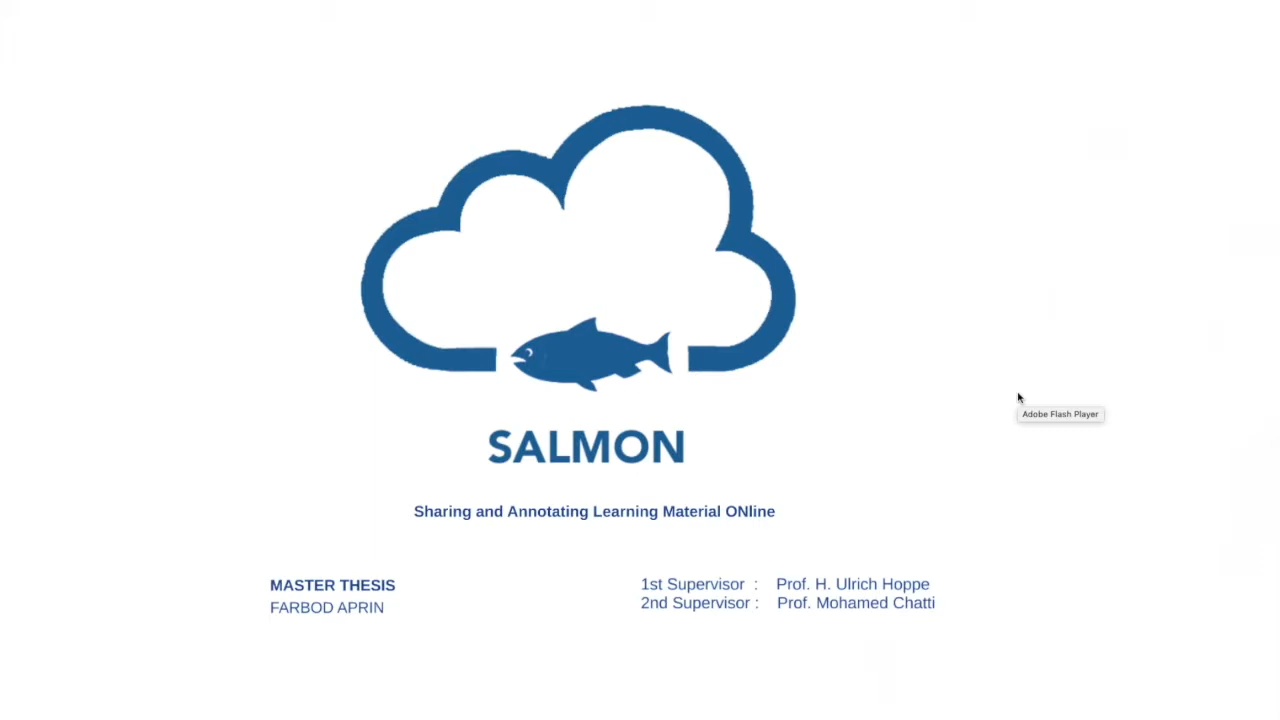 Adobe Flash Player
SALMON
Sharing and Annotating Learning Material ONline
MASTER THESIS
FARBOD APRIN
1st Supervisor : Prof. H. Ulrich Hoppe
2nd Supervisor : Prof. Mohamed Chatti